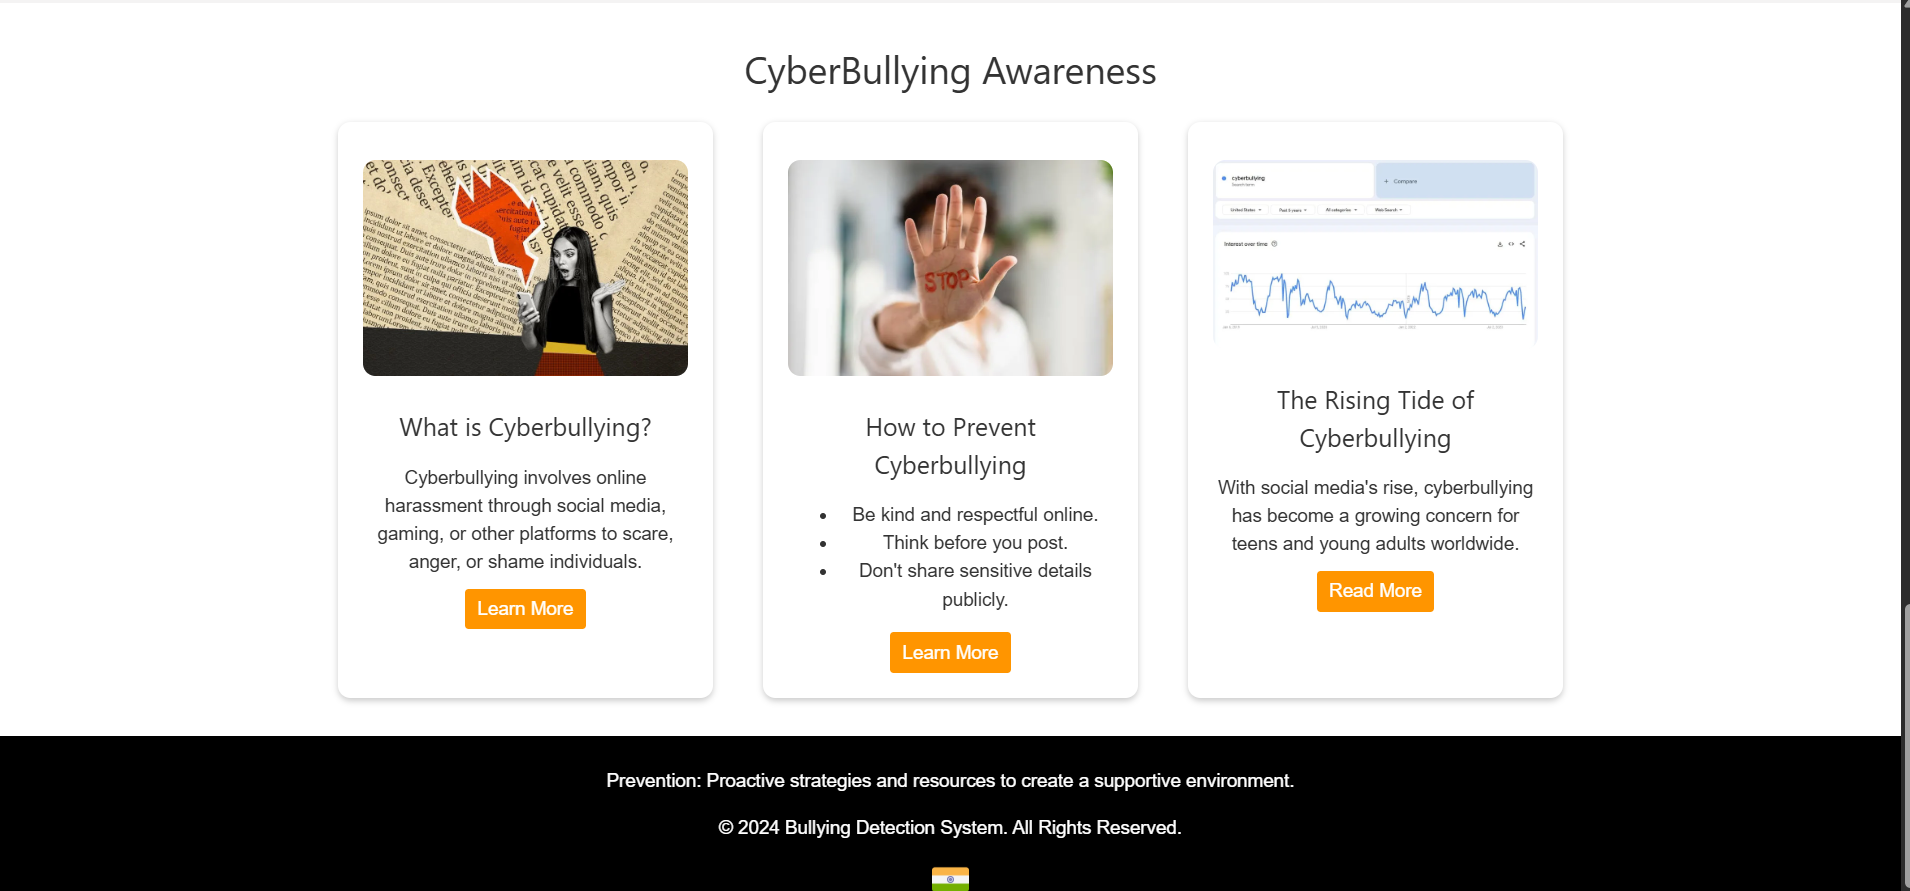 CyberBullying Awareness
What is Cyberbullying?
Cyberbullying involves online
harassment through social media,
gaming, or other platforms to scare,
anger, or shame individuals.
Learn More
STOP
How to Prevent
Cyberbullying
• Be kind and respectful online.
• Think before you post.
• Don't share sensitive details
publicly.
Learn More
cyberbullying
Search term
+ Compare
United States
Past 5 years
All categories
Web Search
Interest over time
The Rising Tide of
Cyberbullying
With social media's rise, cyberbullying
has become a growing concern for
teens and young adults worldwide.
Read More
Prevention: Proactive strategies and resources to create a supportive environment.
© 2024 Bullying Detection System. All Rights Reserved.